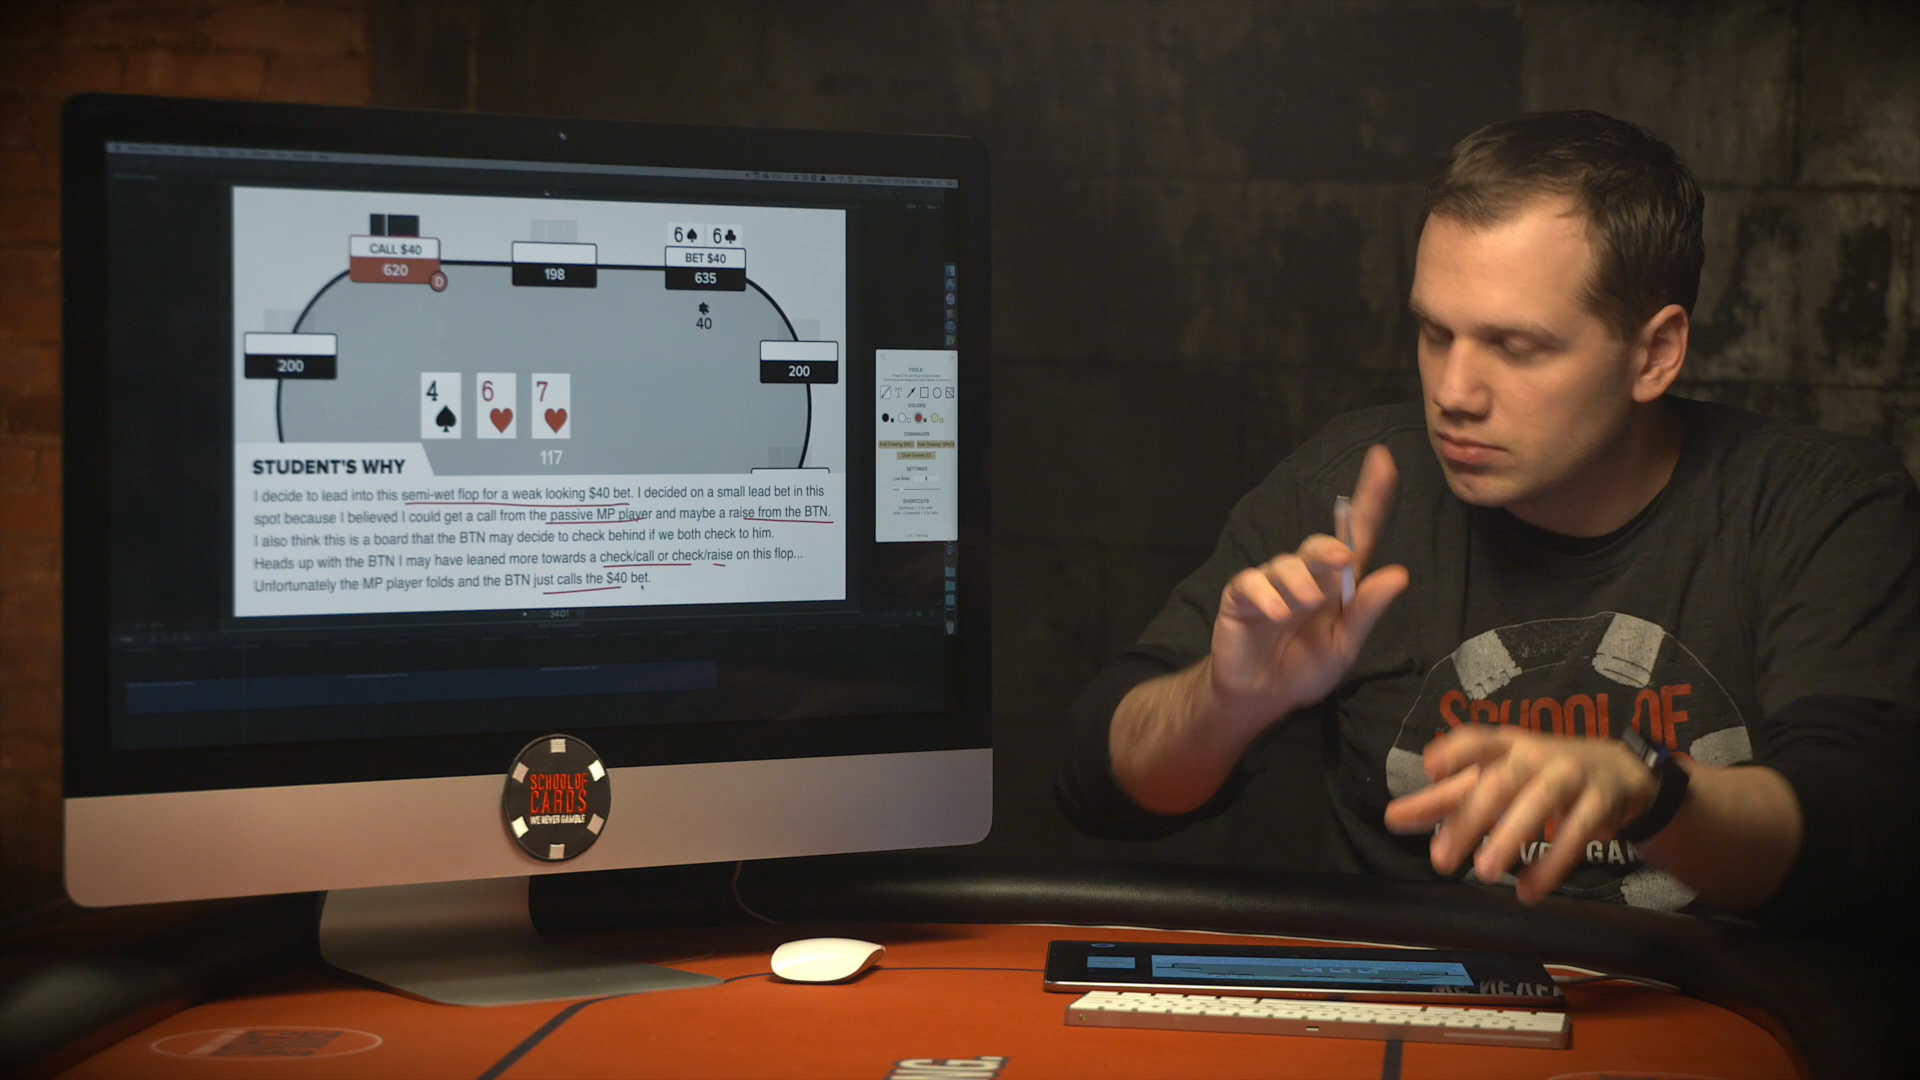 CALL $40
620
D
198
6♠ 6♣
BET $40
635
40
200
200
4 6 7
117
STUDENT'S WHY
I decide to lead into this semi-wet flop for a weak looking $40 bet. I decided on a small lead bet in this
spot because I believed I could get a call from the passive MP player and maybe a raise from the BTN.
I also think this is a board that the BTN may decide to check behind if we both check to him.
Heads up with the BTN I may have leaned more towards a check/call or check/raise on this flop...
Unfortunately the MP player folds and the BTN just calls the $40 bet.
TOOLS
COLORS
COMMANDS
SETTINGS
SHORTCUTS
SCHOOL OF
CARDS
WE NEVER GAMBLE
SCHOOL OF